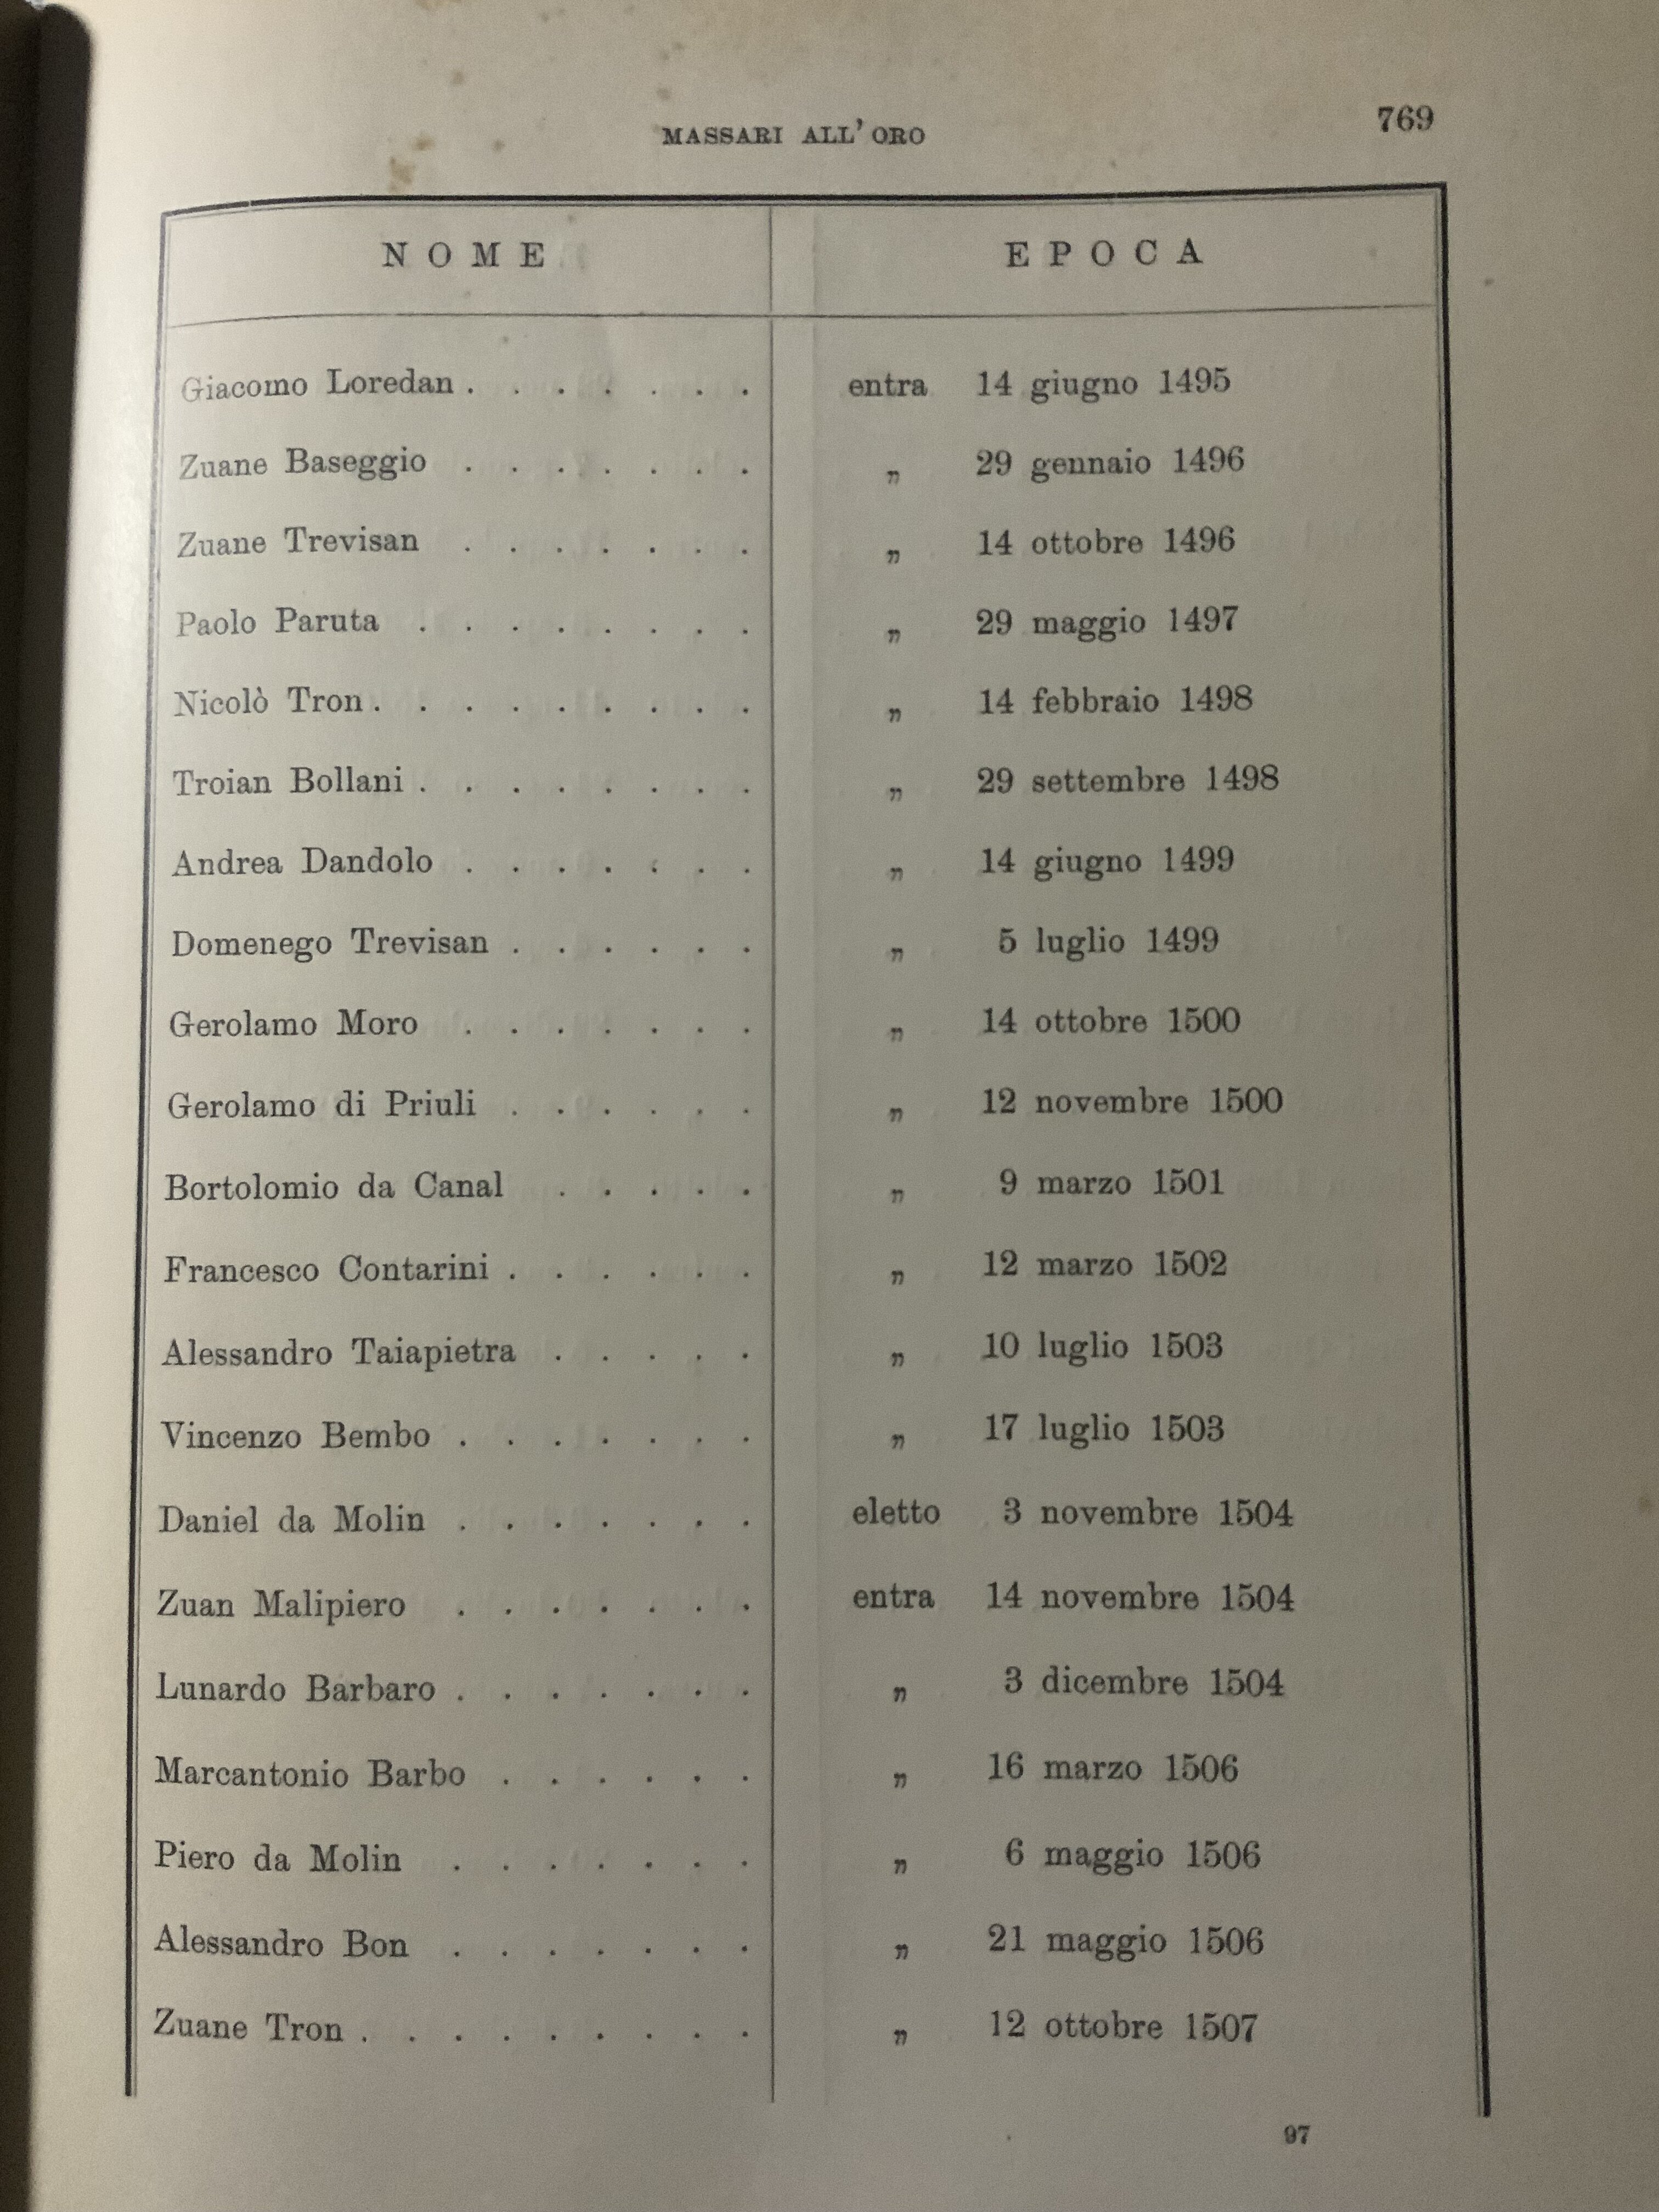 MASSARI ALL'ORO 769
NOME EPOCA
Giacomo Loredan . . . . . . . entra 14 giugno 1495
Zuane Baseggio . . . . . . . „ 29 gennaio 1496
Zuane Trevisan . . . . . . . „ 14 ottobre 1496
Paolo Paruta . . . . . . . . „ 29 maggio 1497
Nicolò Tron . . . . . . . . . „ 14 febbraio 1498
Troian Bollani . . . . . . . . „ 29 settembre 1498
Andrea Dandolo . . . . . . . „ 14 giugno 1499
Domenego Trevisan . . . . . . „ 5 luglio 1499
Gerolamo Moro . . . . . . . „ 14 ottobre 1500
Gerolamo di Priuli . . . . . . „ 12 novembre 1500
Bortolomio da Canal . . . . . „ 9 marzo 1501
Francesco Contarini . . . . . . „ 12 marzo 1502
Alessandro Taiapietra . . . . . „ 10 luglio 1503
Vincenzo Bembo . . . . . . . „ 17 luglio 1503
Daniel da Molin . . . . . . . eletto 3 novembre 1504
Zuan Malipiero . . . . . . . entra 14 novembre 1504
Lunardo Barbaro . . . . . . . „ 3 dicembre 1504
Marcantonio Barbo . . . . . . „ 16 marzo 1506
Piero da Molin . . . . . . . „ 6 maggio 1506
Alessandro Bon . . . . . . . „ 21 maggio 1506
Zuane Tron . . . . . . . . . „ 12 ottobre 1507
97